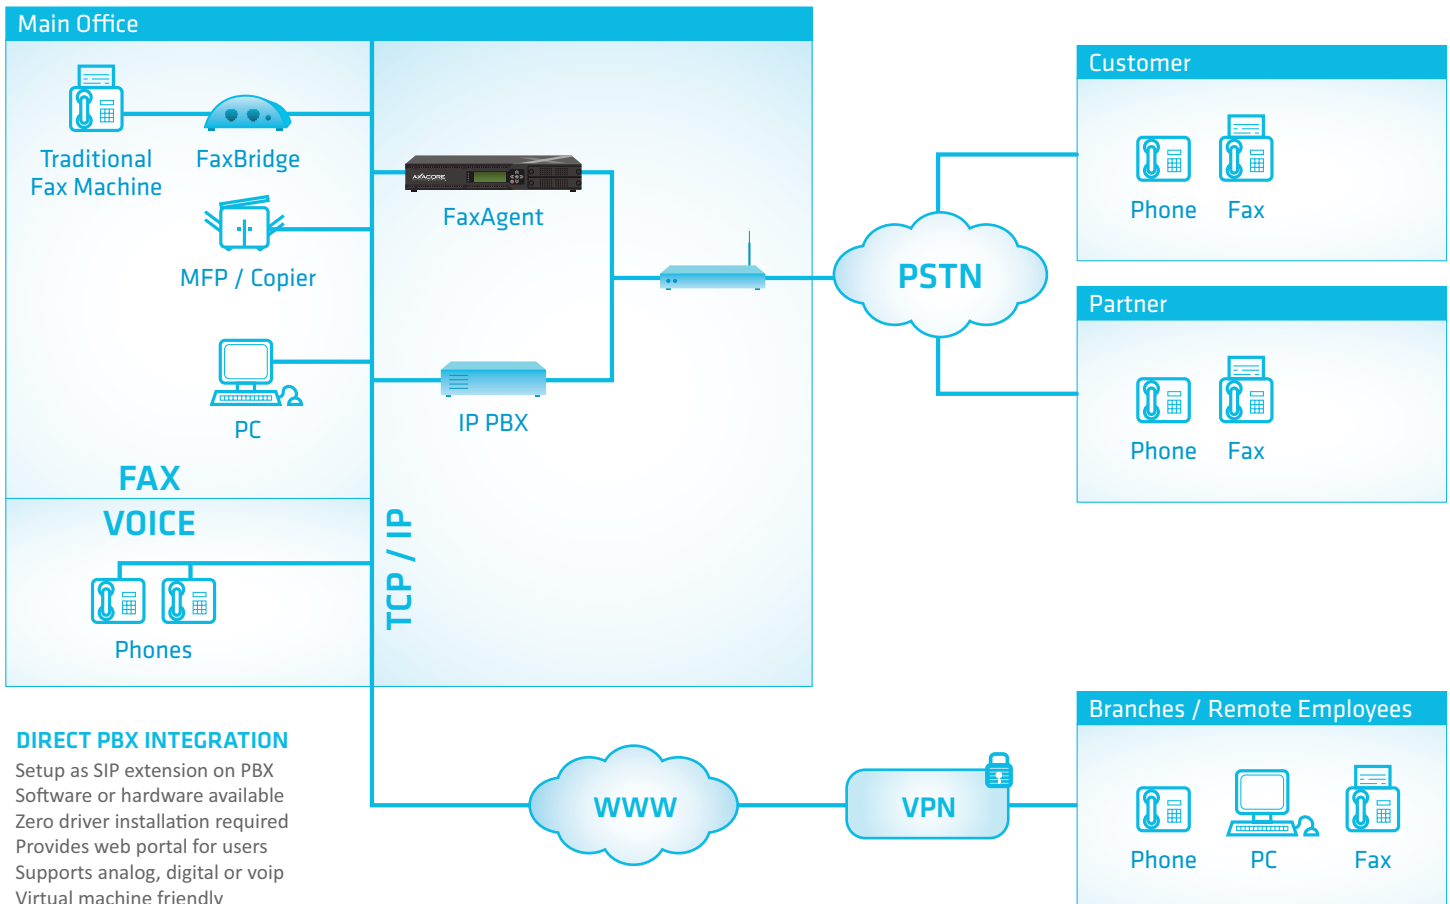 Main Office
Traditional
Fax Machine
FaxBridge
MFP / Copier
PC
FAX
VOICE
Phones
TCP / IP
AXACORE
FaxAgent
IP PBX
PSTN
Customer
Phone
Fax
Partner
Phone
Fax
DIRECT PBX INTEGRATION
Setup as SIP extension on PBX
Software or hardware available
Zero driver installation required
Provides web portal for users
Supports analog, digital or voip
Virtual machine friendly
WWW
VPN
Branches / Remote Employees
Phone
PC
Fax